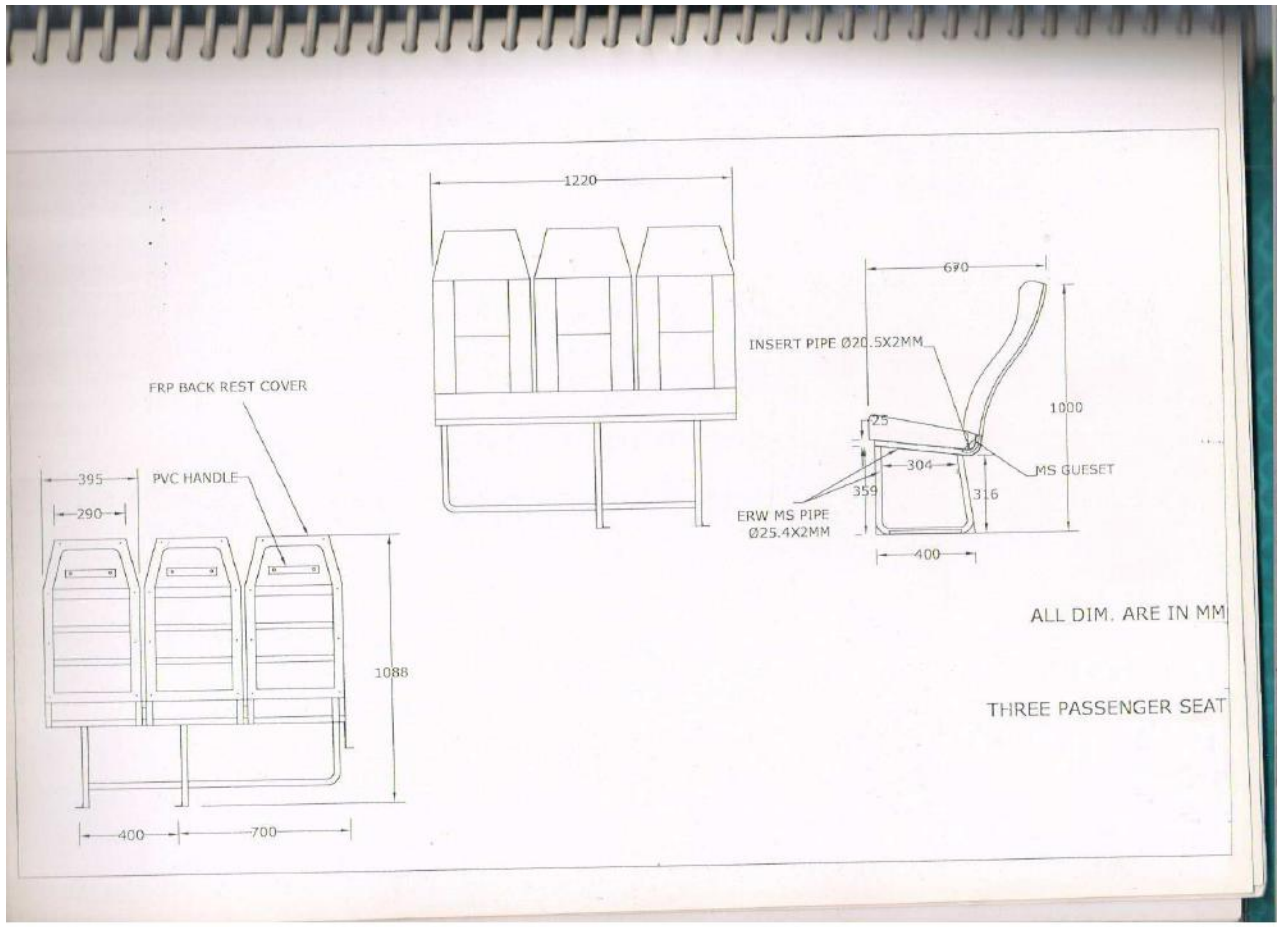 1220
670
INSERT PIPE Ø20.5X2MM
FRP BACK REST COVER
1000
25
395
PVC HANDLE
304
MS GUESET
290
359
316
ERW MS PIPE
Ø25.4X2MM
400
ALL DIM. ARE IN MM
1088
THREE PASSENGER SEAT
400
700